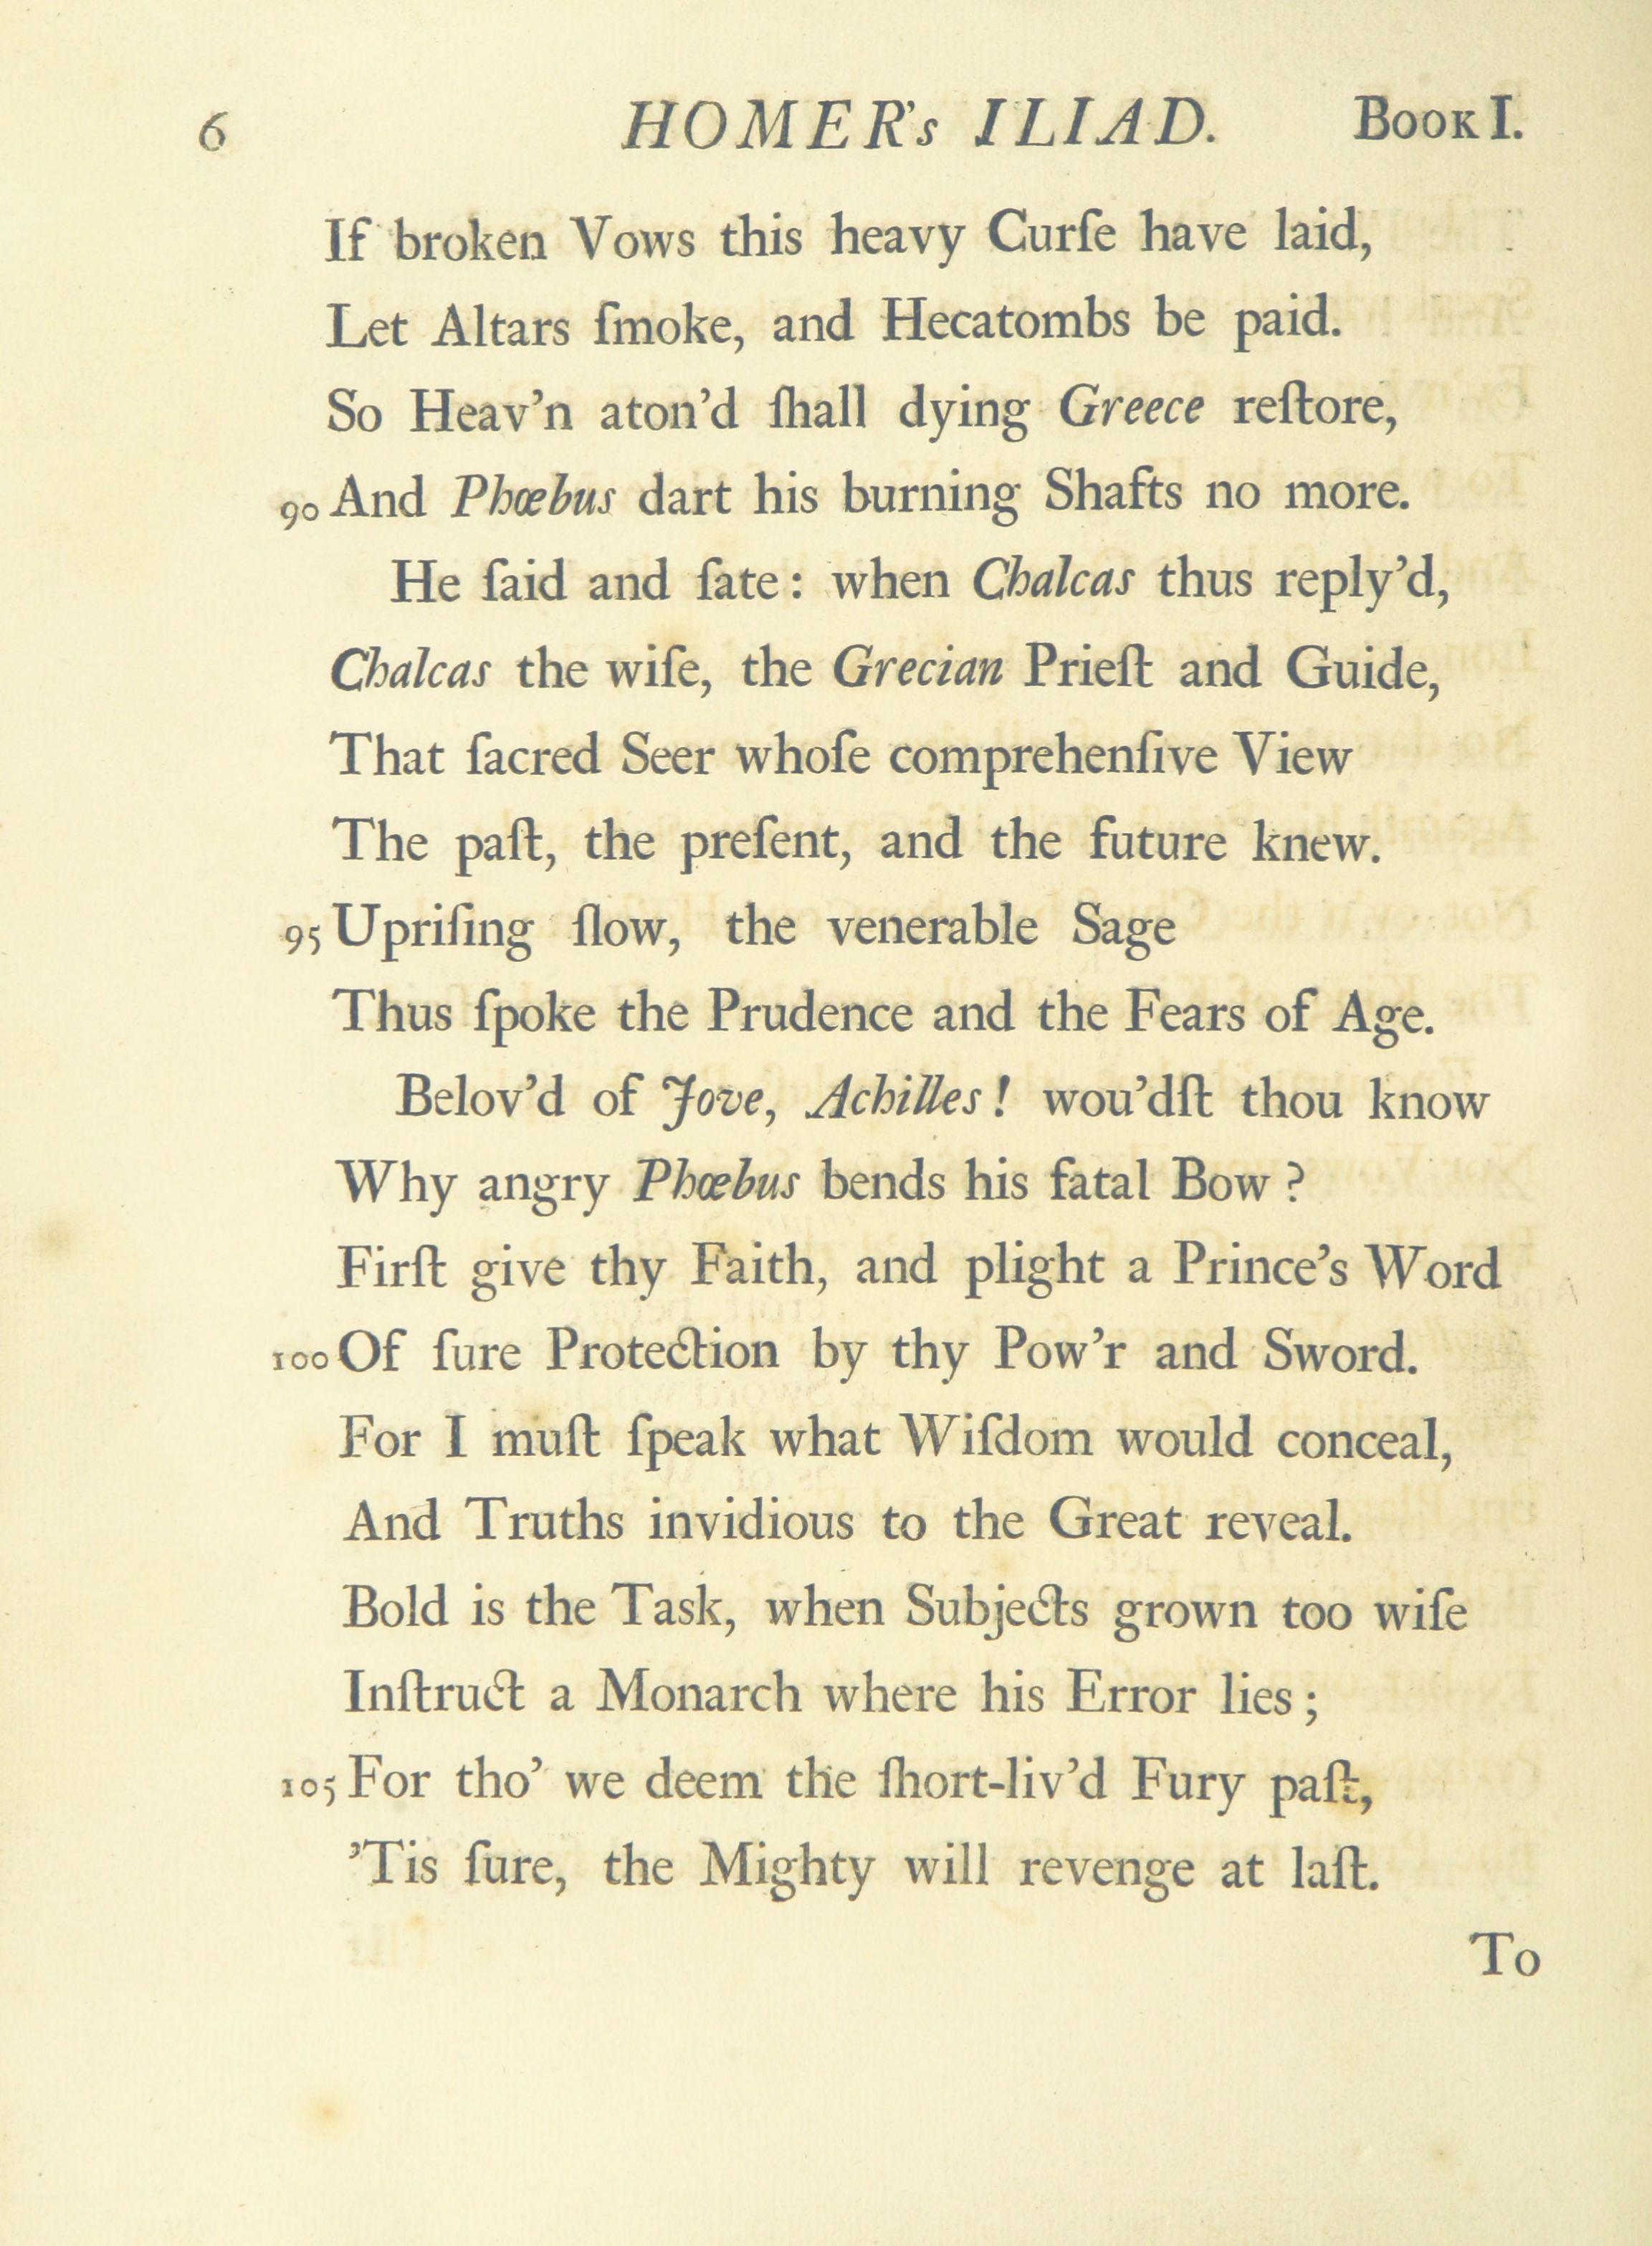 6 HOMER's ILIAD. BOOK I.
If broken Vows this heavy Curſe have laid,
Let Altars ſmoke, and Hecatombs be paid.
So Heav'n aton'd ſhall dying Greece reſtore,
90 And Phœbus dart his burning Shafts no more.
He ſaid and ſate: when Chalcas thus reply'd,
Chalcas the wiſe, the Grecian Prieſt and Guide,
That ſacred Seer whoſe comprehenſive View
The paſt, the preſent, and the future knew.
95 Upriſing ſlow, the venerable Sage
Thus ſpoke the Prudence and the Fears of Age.
Belov'd of Jove, Achilles! wou'dſt thou know
Why angry Phœbus bends his fatal Bow?
Firſt give thy Faith, and plight a Prince's Word
100 Of ſure Protection by thy Pow'r and Sword.
For I muſt ſpeak what Wiſdom would conceal,
And Truths invidious to the Great reveal.
Bold is the Task, when Subjects grown too wiſe
Inſtruct a Monarch where his Error lies;
105 For tho' we deem the ſhort-liv'd Fury paſt,
'Tis ſure, the Mighty will revenge at laſt.
To